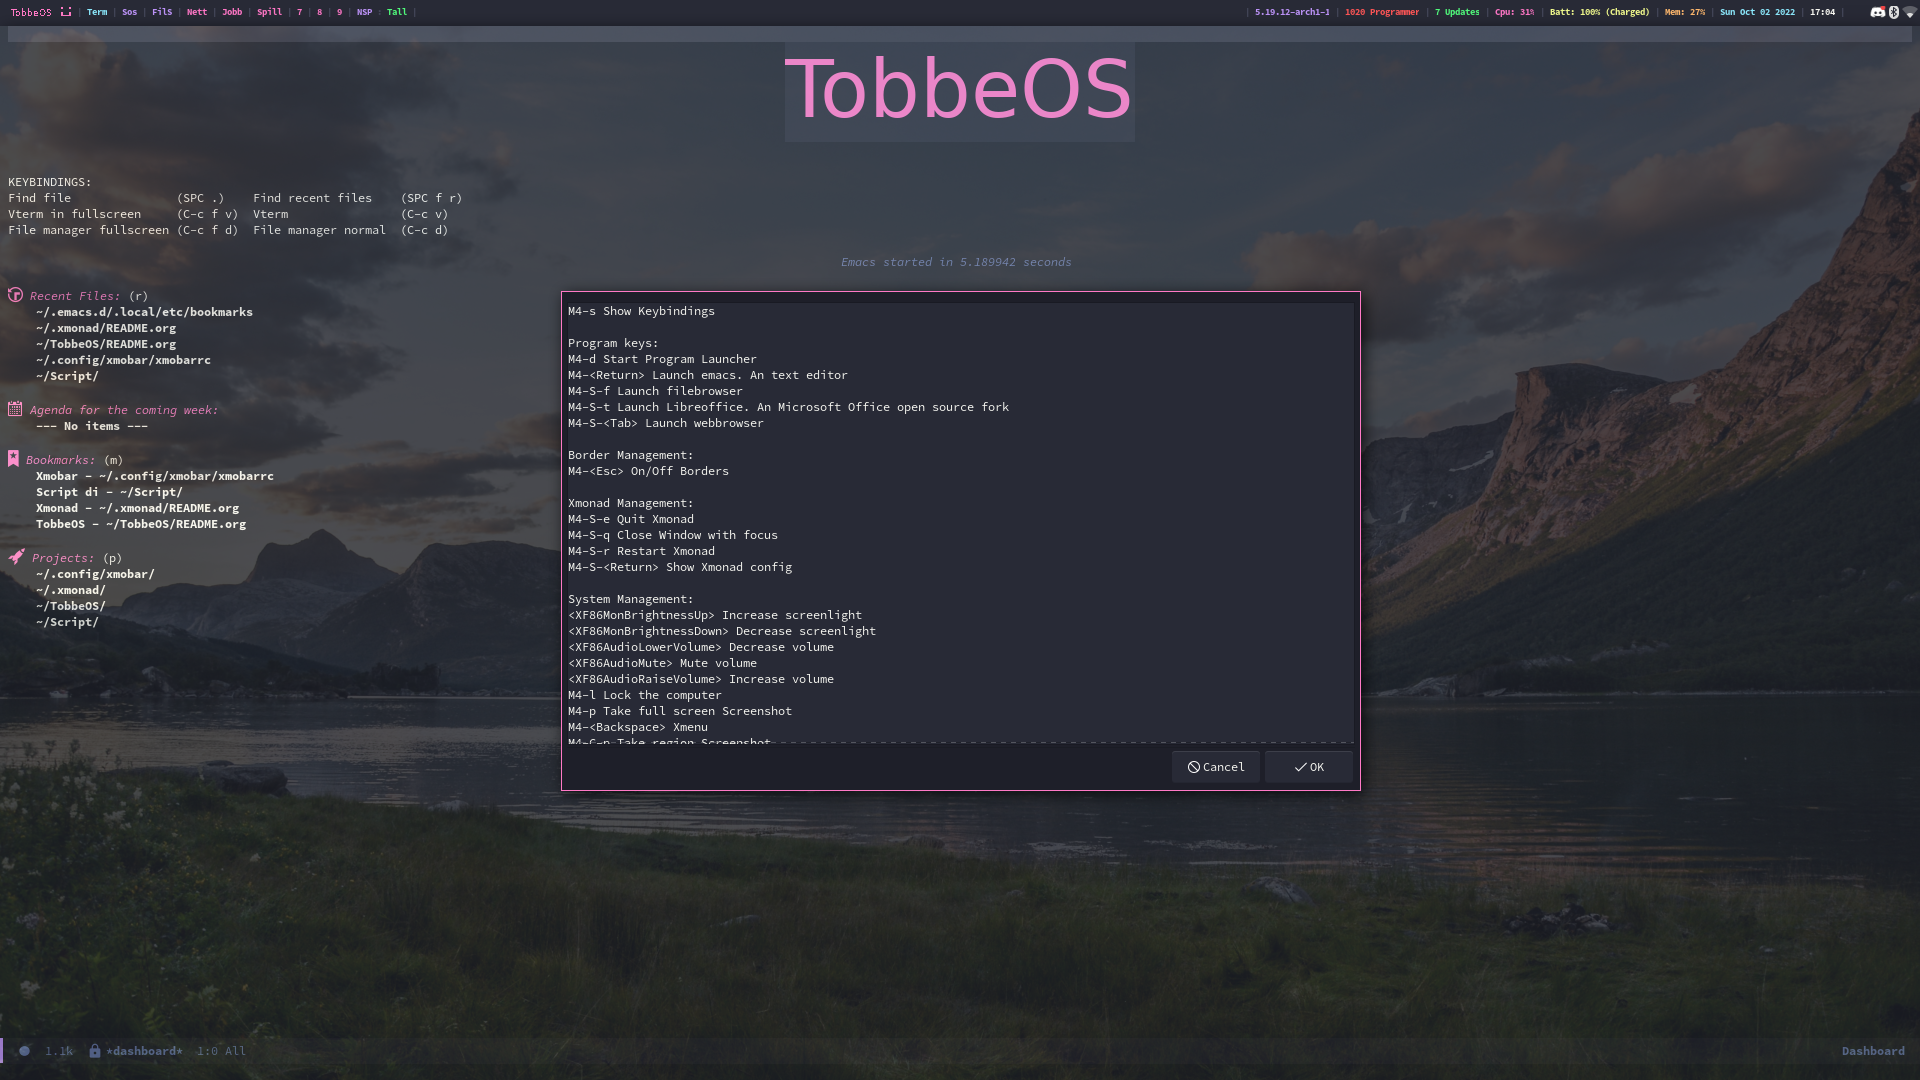 TobbeOS | Term | Sos | FilS | Nett | Jobb | Spill | 7 | 8 | 9 | NSP : Tall |
| 5.19.12-arch1-1 | 1020 Programmer | 7 Updates | Cpu: 31% | Batt: 100% (Charged) | Mem: 27% | Sun Oct 02 2022 | 17:04 |
TobbeOS
KEYBINDINGS:
Find file (SPC .) Find recent files (SPC f r)
Vterm in fullscreen (C-c f v) Vterm (C-c v)
File manager fullscreen (C-c f d) File manager normal (C-c d)
Emacs started in 5.189942 seconds
Recent Files: (r)
~/.emacs.d/.local/etc/bookmarks
~/.xmonad/README.org
~/TobbeOS/README.org
~/.config/xmobar/xmobarrc
~/Script/
Agenda for the coming week:
--- No items ---
Bookmarks: (m)
Xmobar - ~/.config/xmobar/xmobarrc
Script di - ~/Script/
Xmonad - ~/.xmonad/README.org
TobbeOS - ~/TobbeOS/README.org
Projects: (p)
~/.config/xmobar/
~/.xmonad/
~/TobbeOS/
~/Script/
M4-s Show Keybindings
Program keys:
M4-d Start Program Launcher
M4-<Return> Launch emacs. An text editor
M4-S-f Launch filebrowser
M4-S-t Launch Libreoffice. An Microsoft Office open source fork
M4-S-<Tab> Launch webbrowser
Border Management:
M4-<Esc> On/Off Borders
Xmonad Management:
M4-S-e Quit Xmonad
M4-S-q Close Window with focus
M4-S-r Restart Xmonad
M4-S-<Return> Show Xmonad config
System Management:
<XF86MonBrightnessUp> Increase screenlight
<XF86MonBrightnessDown> Decrease screenlight
<XF86AudioLowerVolume> Decrease volume
<XF86AudioMute> Mute volume
<XF86AudioRaiseVolume> Increase volume
M4-l Lock the computer
M4-p Take full screen Screenshot
M4-<Backspace> Xmenu
M4-C-p Take region Screenshot
Cancel
OK
1.1k *dashboard* 1:0 All
Dashboard